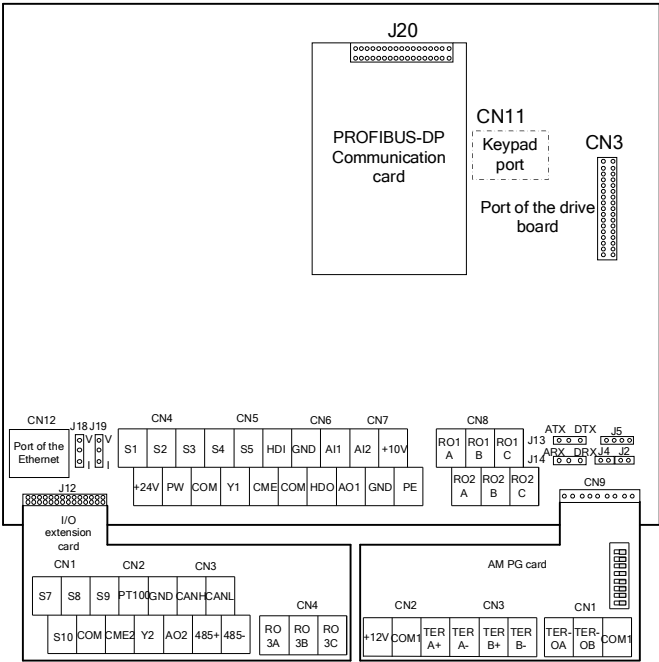 J20
PROFIBUS-DP
Communication
card
CN11
Keypad
port
CN3
Port of the drive
board
CN12
J18 J19
CN4
CN5
CN6
CN7
CN8
ATX DTX
J5
Port of the
Ethernet
V
V
I
I
S1 S2 S3 S4 S5 HDI GND AI1 AI2 +10V
RO1
A
RO1
B
RO1
C
J13
J14
ARX DRX
J4
J2
+24V PW COM Y1 CME COM HDO AO1 GND PE
RO2
A
RO2
B
RO2
C
J12
CN9
I/O
extension
card
AM PG card
CN1 CN2 CN3
S7 S8 S9 PT100 GND CANH CANL
CN4
S10 COM CME2 Y2 AO2 485+ 485-
RO
3A
RO
3B
RO
3C
CN2 CN3 CN1
+12V COM1
TER
A+
TER
A-
TER
B+
TER
B-
TER-
OA
TER-
OB
COM1